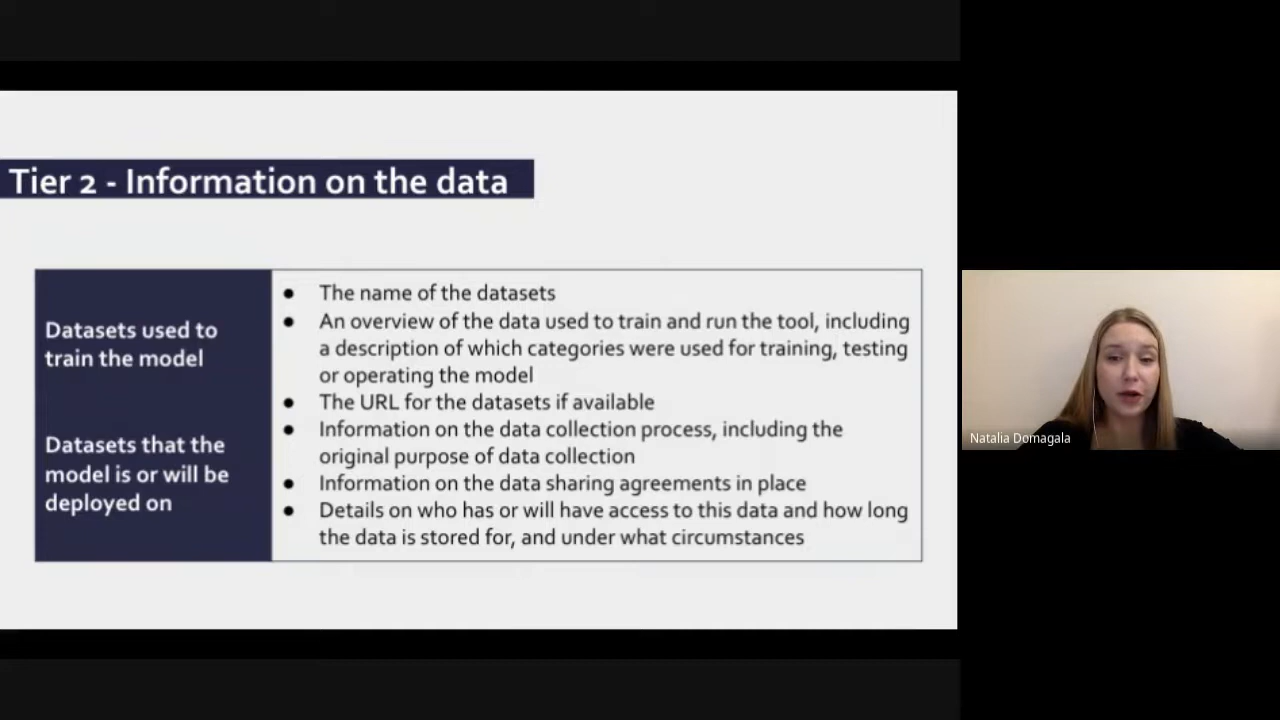 Tier 2 - Information on the data
Datasets used to
train the model
Datasets that the
model is or will be
deployed on
● The name of the datasets
● An overview of the data used to train and run the tool, including
a description of which categories were used for training, testing
or operating the model
● The URL for the datasets if available
● Information on the data collection process, including the
original purpose of data collection
● Information on the data sharing agreements in place
● Details on who has or will have access to this data and how long
the data is stored for, and under what circumstances
Natalia Domagala